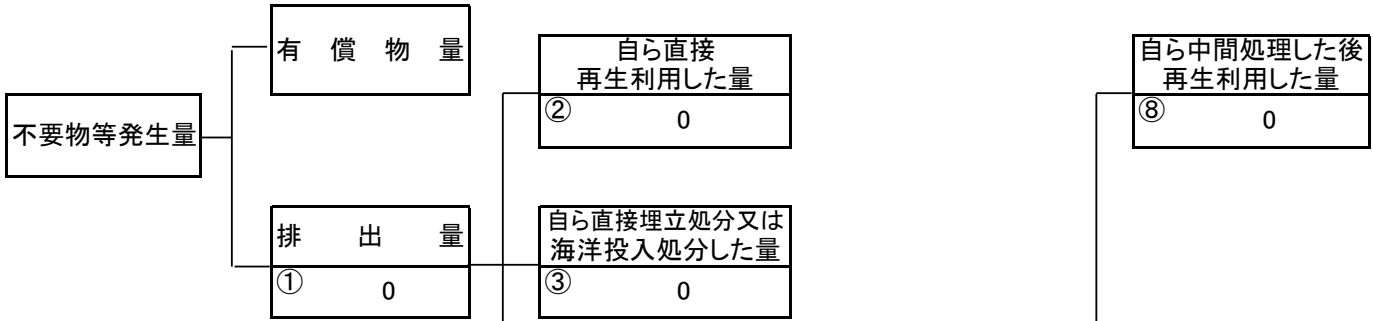 有償物量
自ら直接
再生利用した量
② 0
自ら中間処理した後
再生利用した量
⑧ 0
不要物等発生量
排出量
① 0
自ら直接埋立処分又は
海洋投入処分した量
③ 0